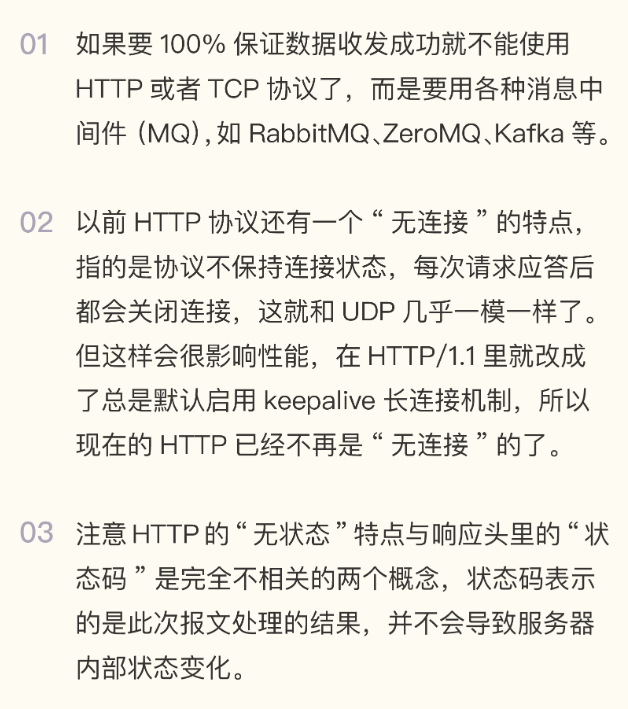 01 如果要 100% 保证数据收发成功就不能使用
HTTP 或者 TCP 协议了，而是要用各种消息中
间件（MQ）,如 RabbitMQ、ZeroMQ、Kafka 等。
02 以前 HTTP 协议还有一个“无连接”的特点，
指的是协议不保持连接状态，每次请求应答后
都会关闭连接，这就和 UDP 几乎一模一样了。
但这样会很影响性能，在 HTTP/1.1 里就改成
了总是默认启用 keepalive 长连接机制，所以
现在的 HTTP 已经不再是“无连接”的了。
03 注意 HTTP 的“无状态”特点与响应头里的“状
态码”是完全不相关的两个概念，状态码表示
的是此次报文处理的结果，并不会导致服务器
内部状态变化。